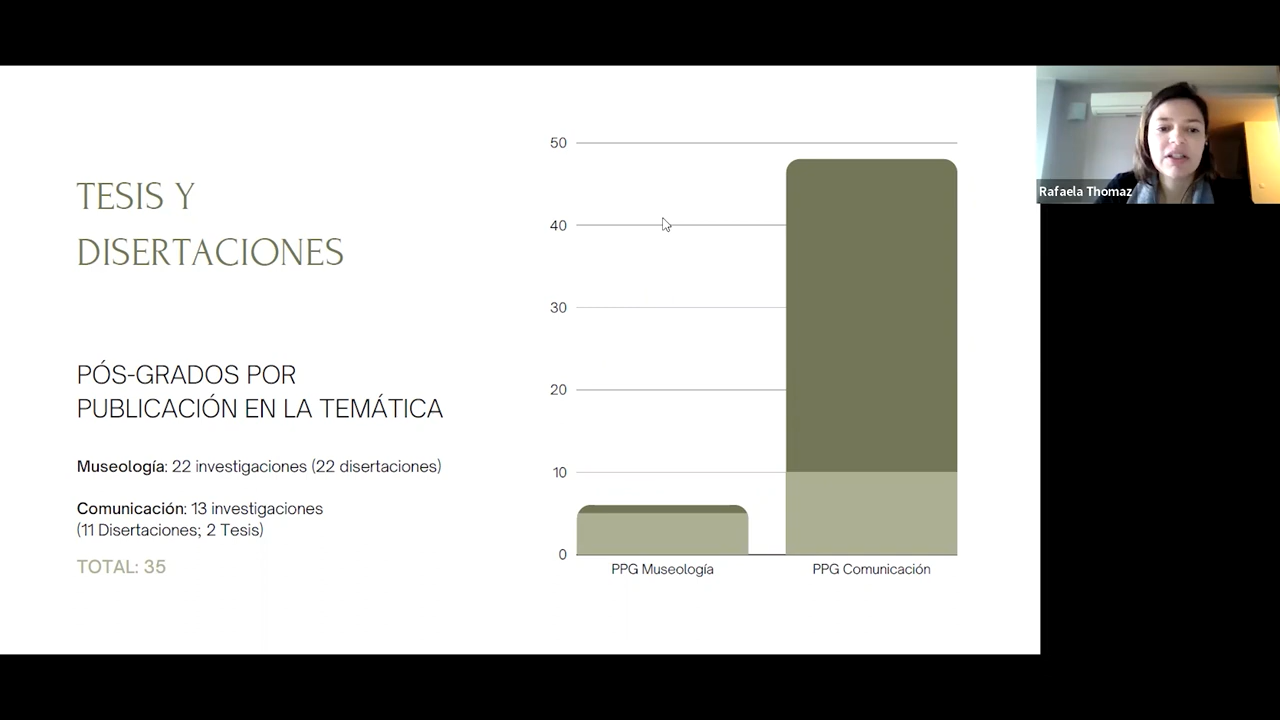 TESIS Y
DISERTACIONES
PÓS-GRADOS POR
PUBLICACIÓN EN LA TEMÁTICA
Museología: 22 investigaciones (22 disertaciones)
Comunicación: 13 investigaciones
(11 Disertaciones; 2 Tesis)
TOTAL: 35
50
40
30
20
10
0
PPG Museología
PPG Comunicación
Rafaela Thomaz